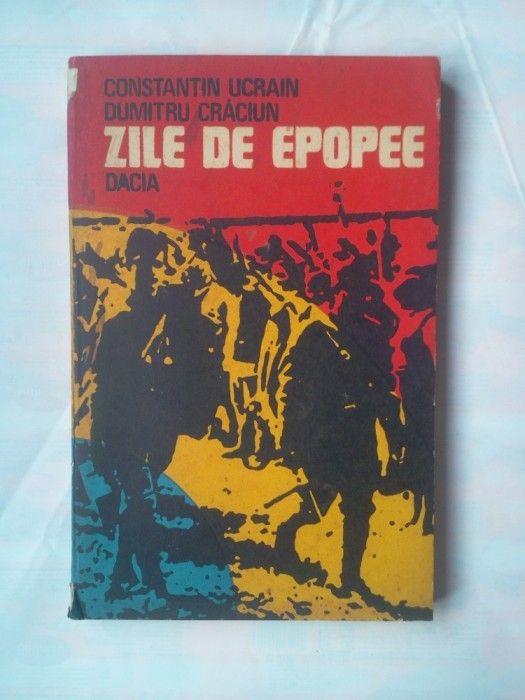 CONSTANTIN UCRAIN
DUMITRU CRĂCIUN
ZILE DE EPOPEE
DACIA